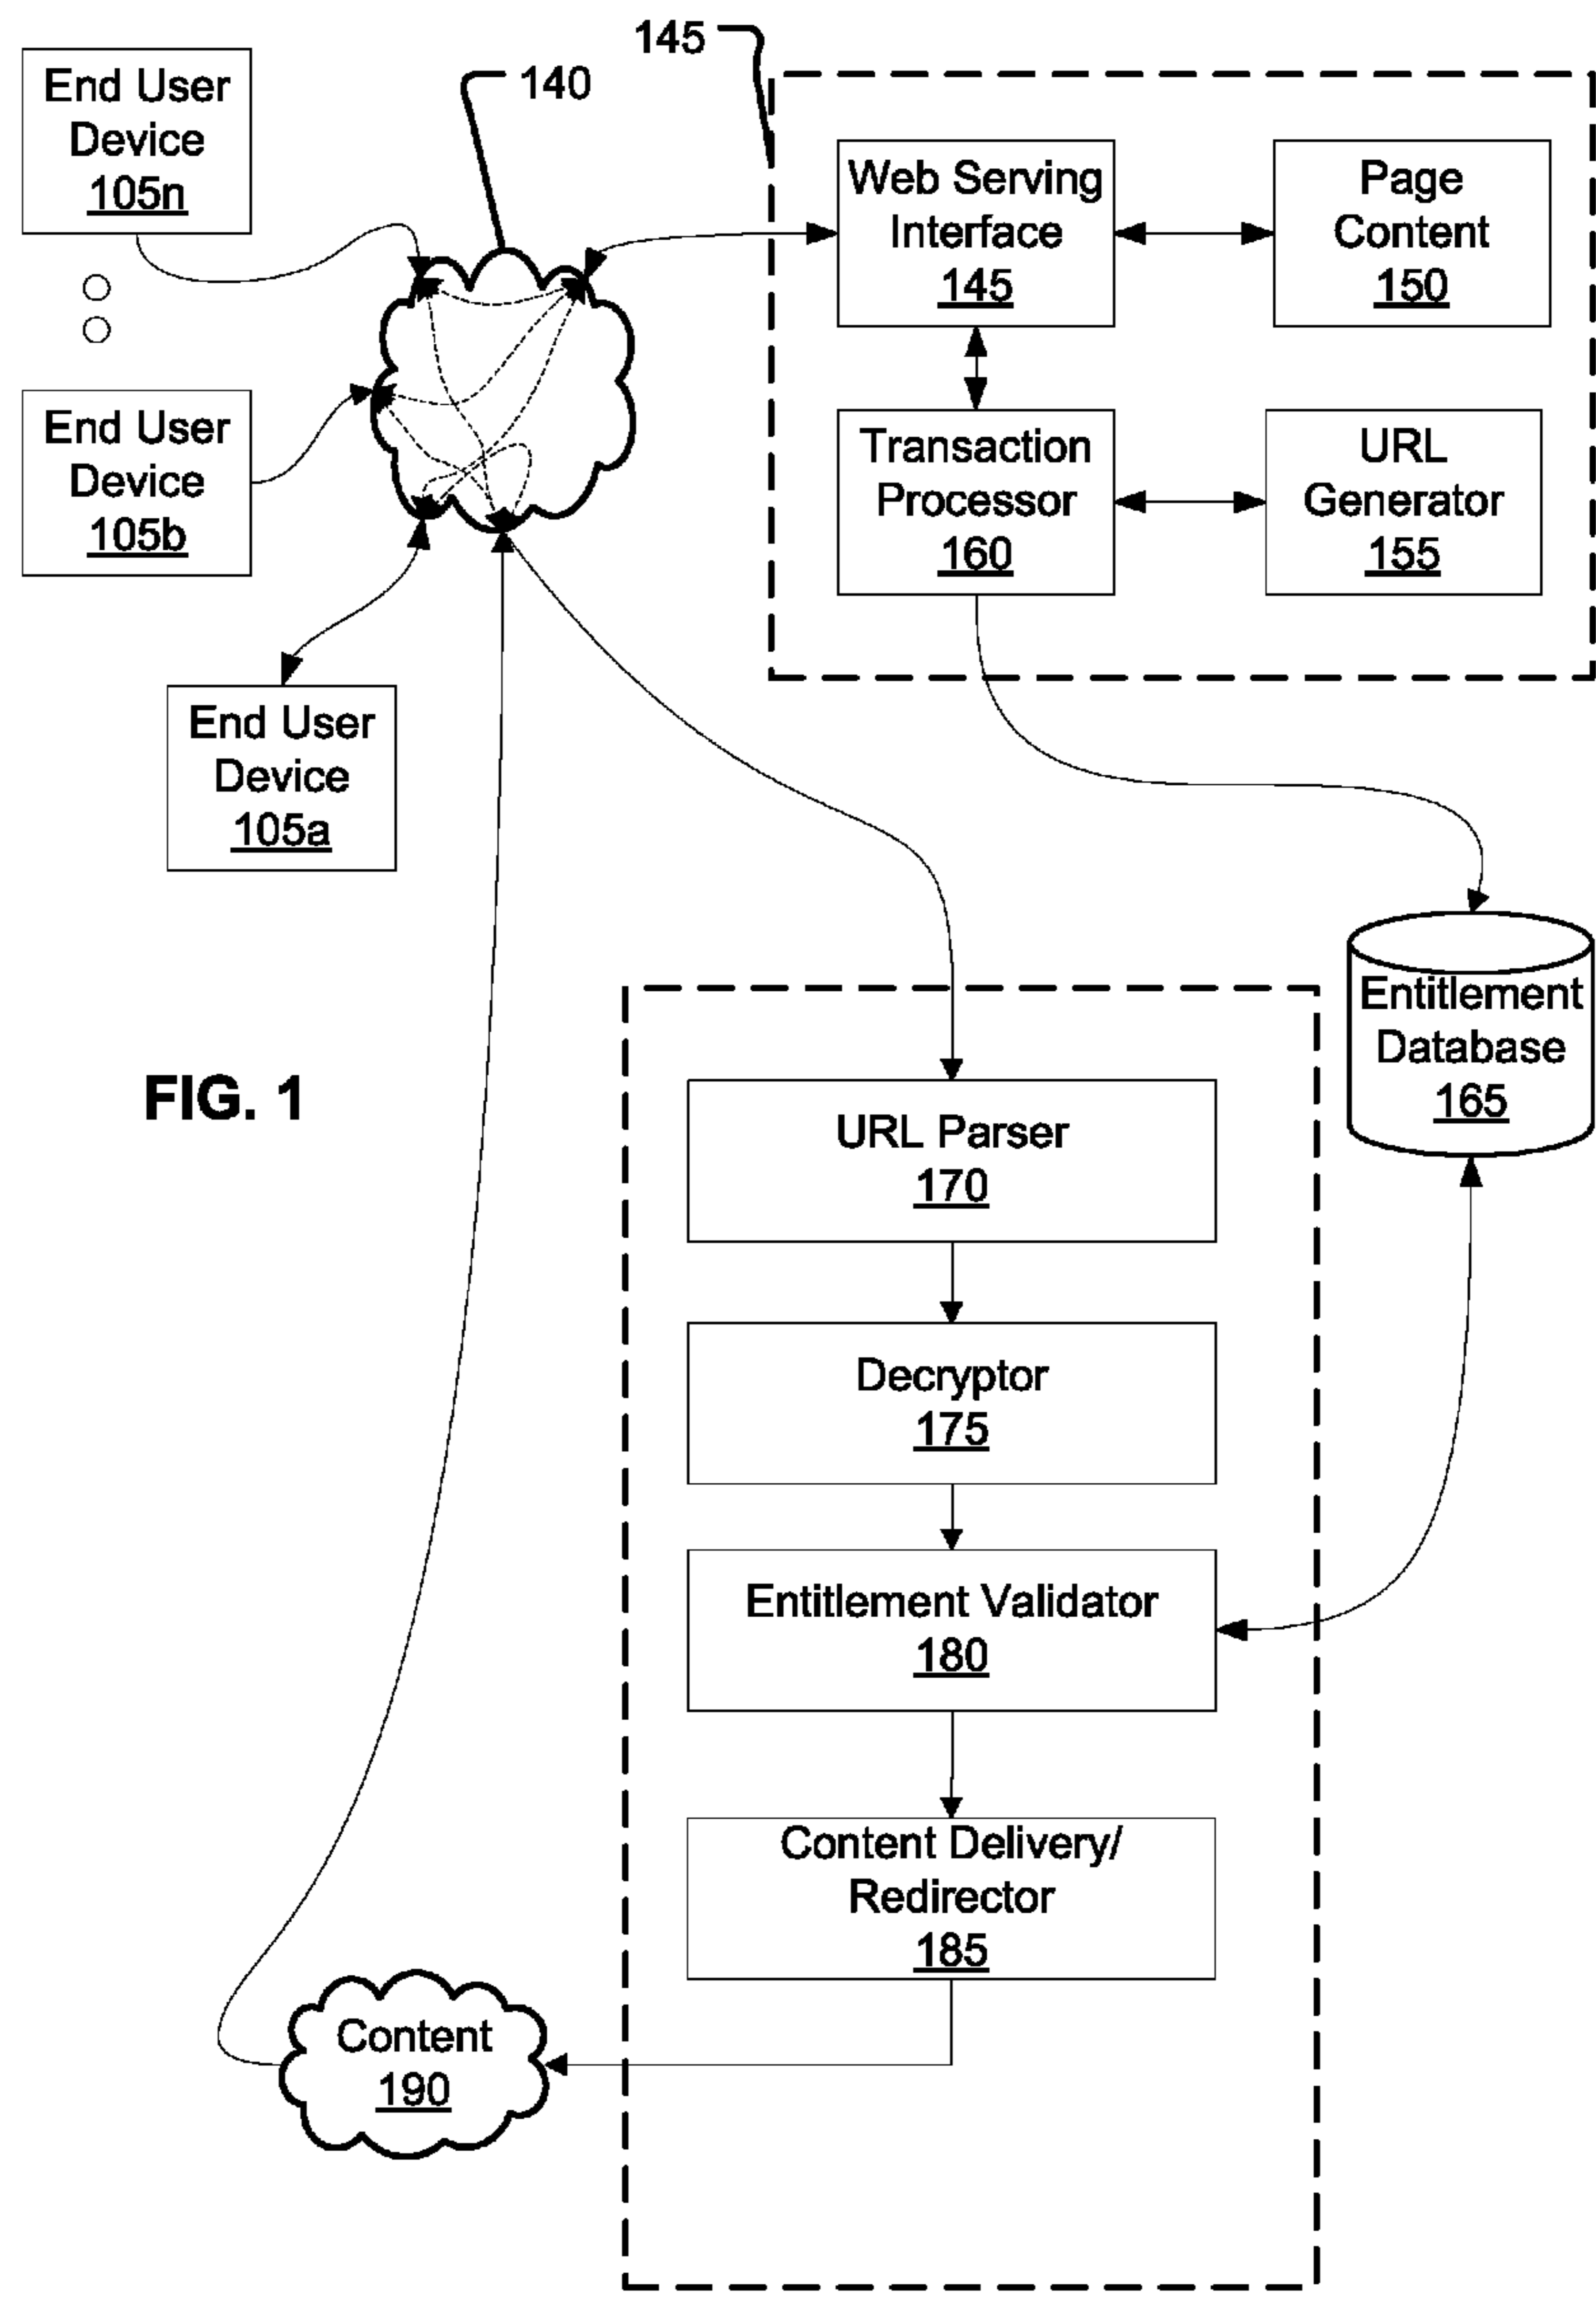 145
140
End User
Device
105n
Web Serving
Interface
145
Page
Content
150
End User
Device
105b
Transaction
Processor
160
URL
Generator
155
End User
Device
105a
Entitlement
Database
165
FIG. 1
URL Parser
170
Decryptor
175
Entitlement Validator
180
Content Delivery/
Redirector
185
Content
190